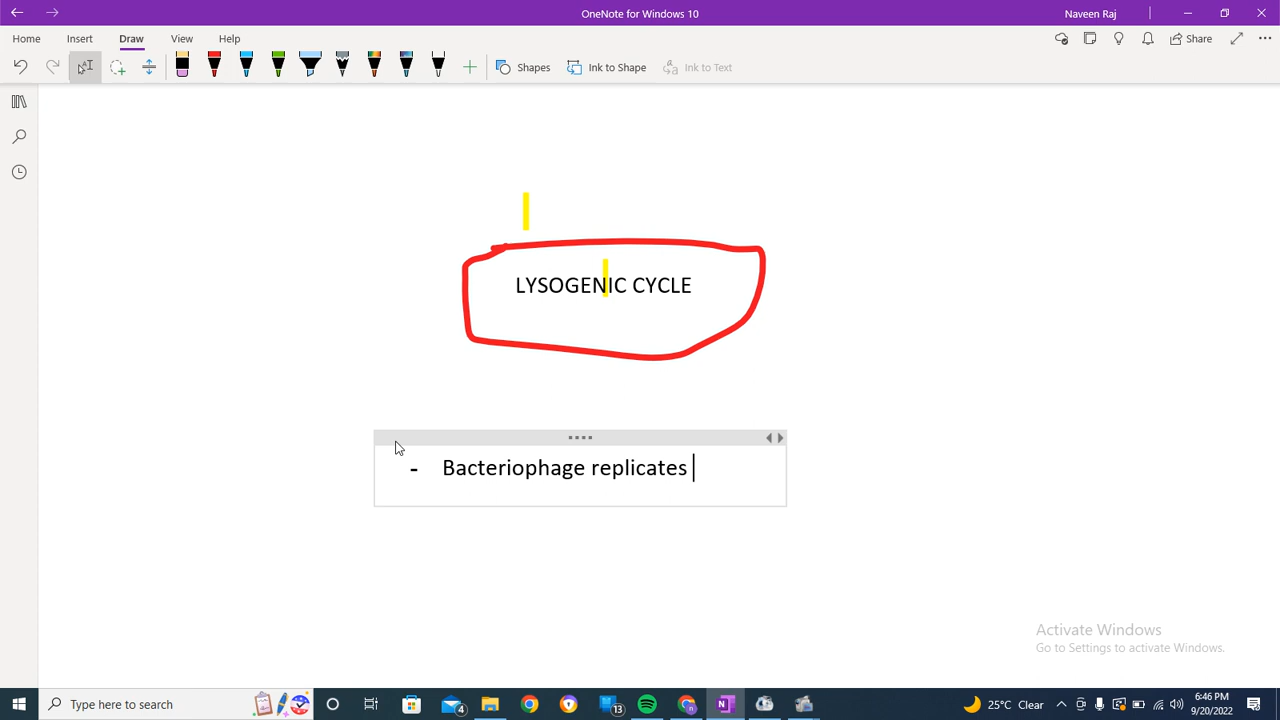 OneNote for Windows 10
Naveen Raj
Home Insert Draw View Help
Share
Shapes Ink to Shape Ink to Text
LYSOGENIC CYCLE
- Bacteriophage replicates
Activate Windows
Go to Settings to activate Windows.
Type here to search
4
13
N
25°C Clear
6:46 PM
9/20/2022